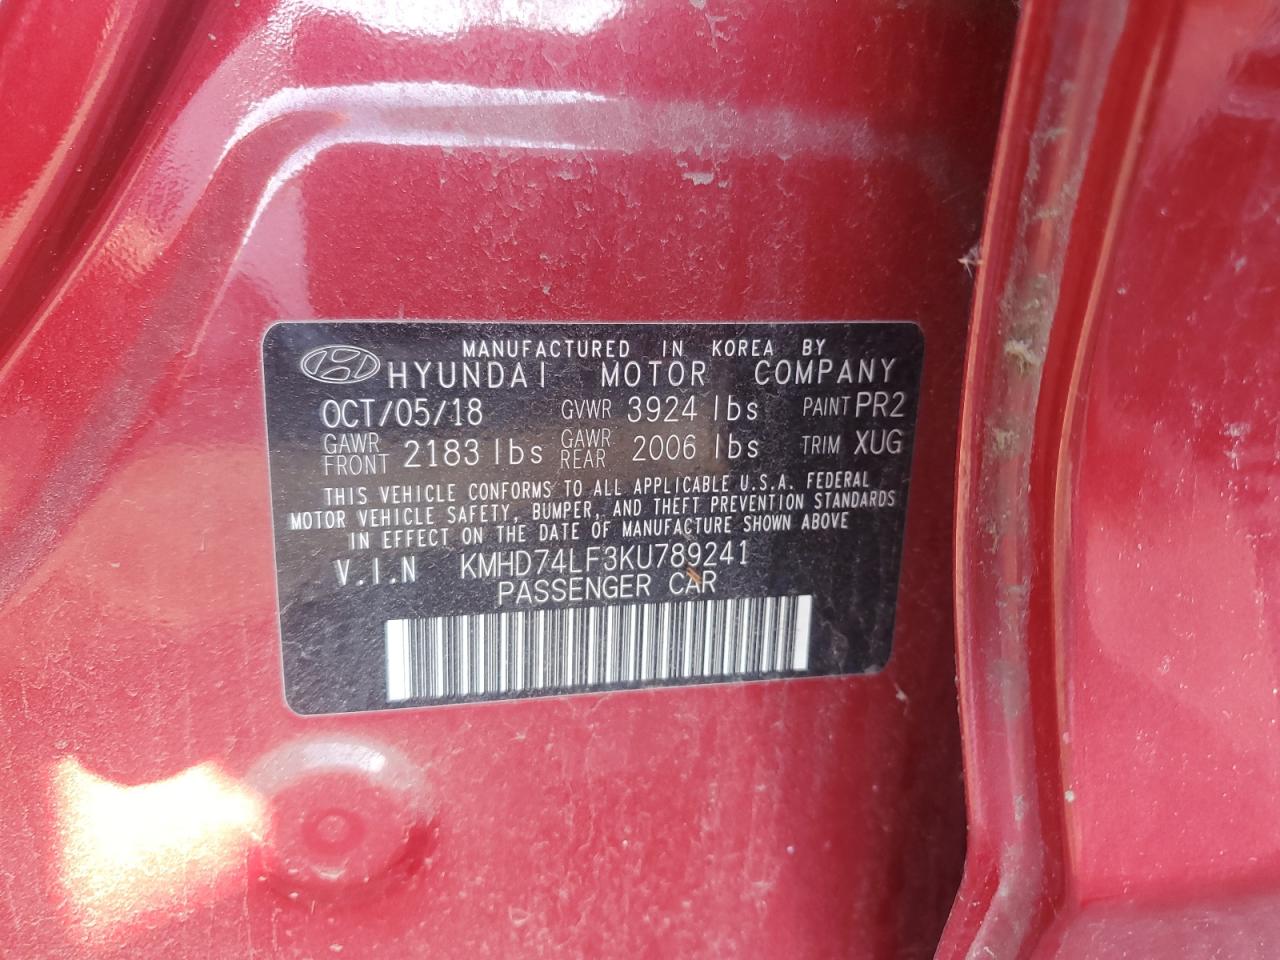 MANUFACTURED IN KOREA BY
HYUNDAI MOTOR COMPANY
OCT/05/18 GVWR 3924 lbs PAINT PR2
GAWR FRONT 2183 lbs GAWR REAR 2006 lbs TRIM XUG
THIS VEHICLE CONFORMS TO ALL APPLICABLE U.S.A. FEDERAL
MOTOR VEHICLE SAFETY, BUMPER, AND THEFT PREVENTION STANDARDS
IN EFFECT ON THE DATE OF MANUFACTURE SHOWN ABOVE
V.I.N KMHD74LF3KU789241
PASSENGER CAR